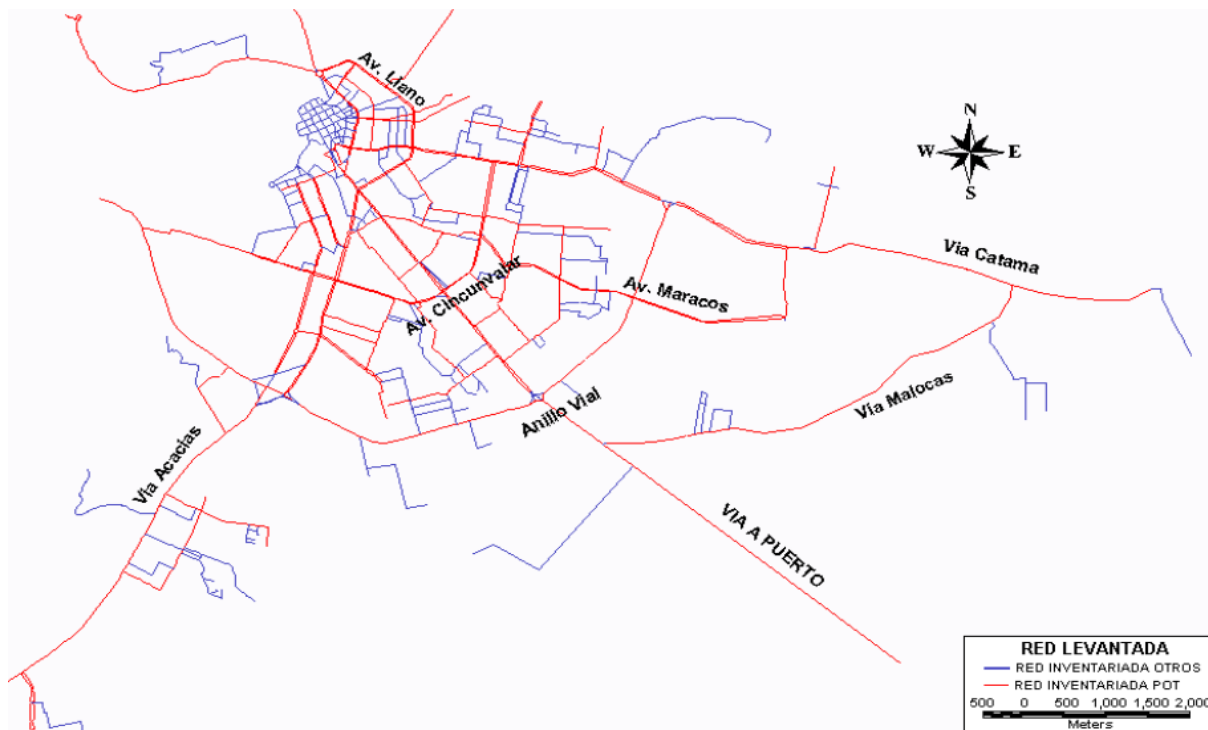 Av. Llano
N
W E
S
Via Catama
Av. Cincunvalar
Av. Maracos
Via Malocas
Anillo Vial
Via Acacías
VIA A PUERTO
RED LEVANTADA
RED INVENTARIADA OTROS
RED INVENTARIADA POT
500 0 500 1,000 1,500 2,000
Meters